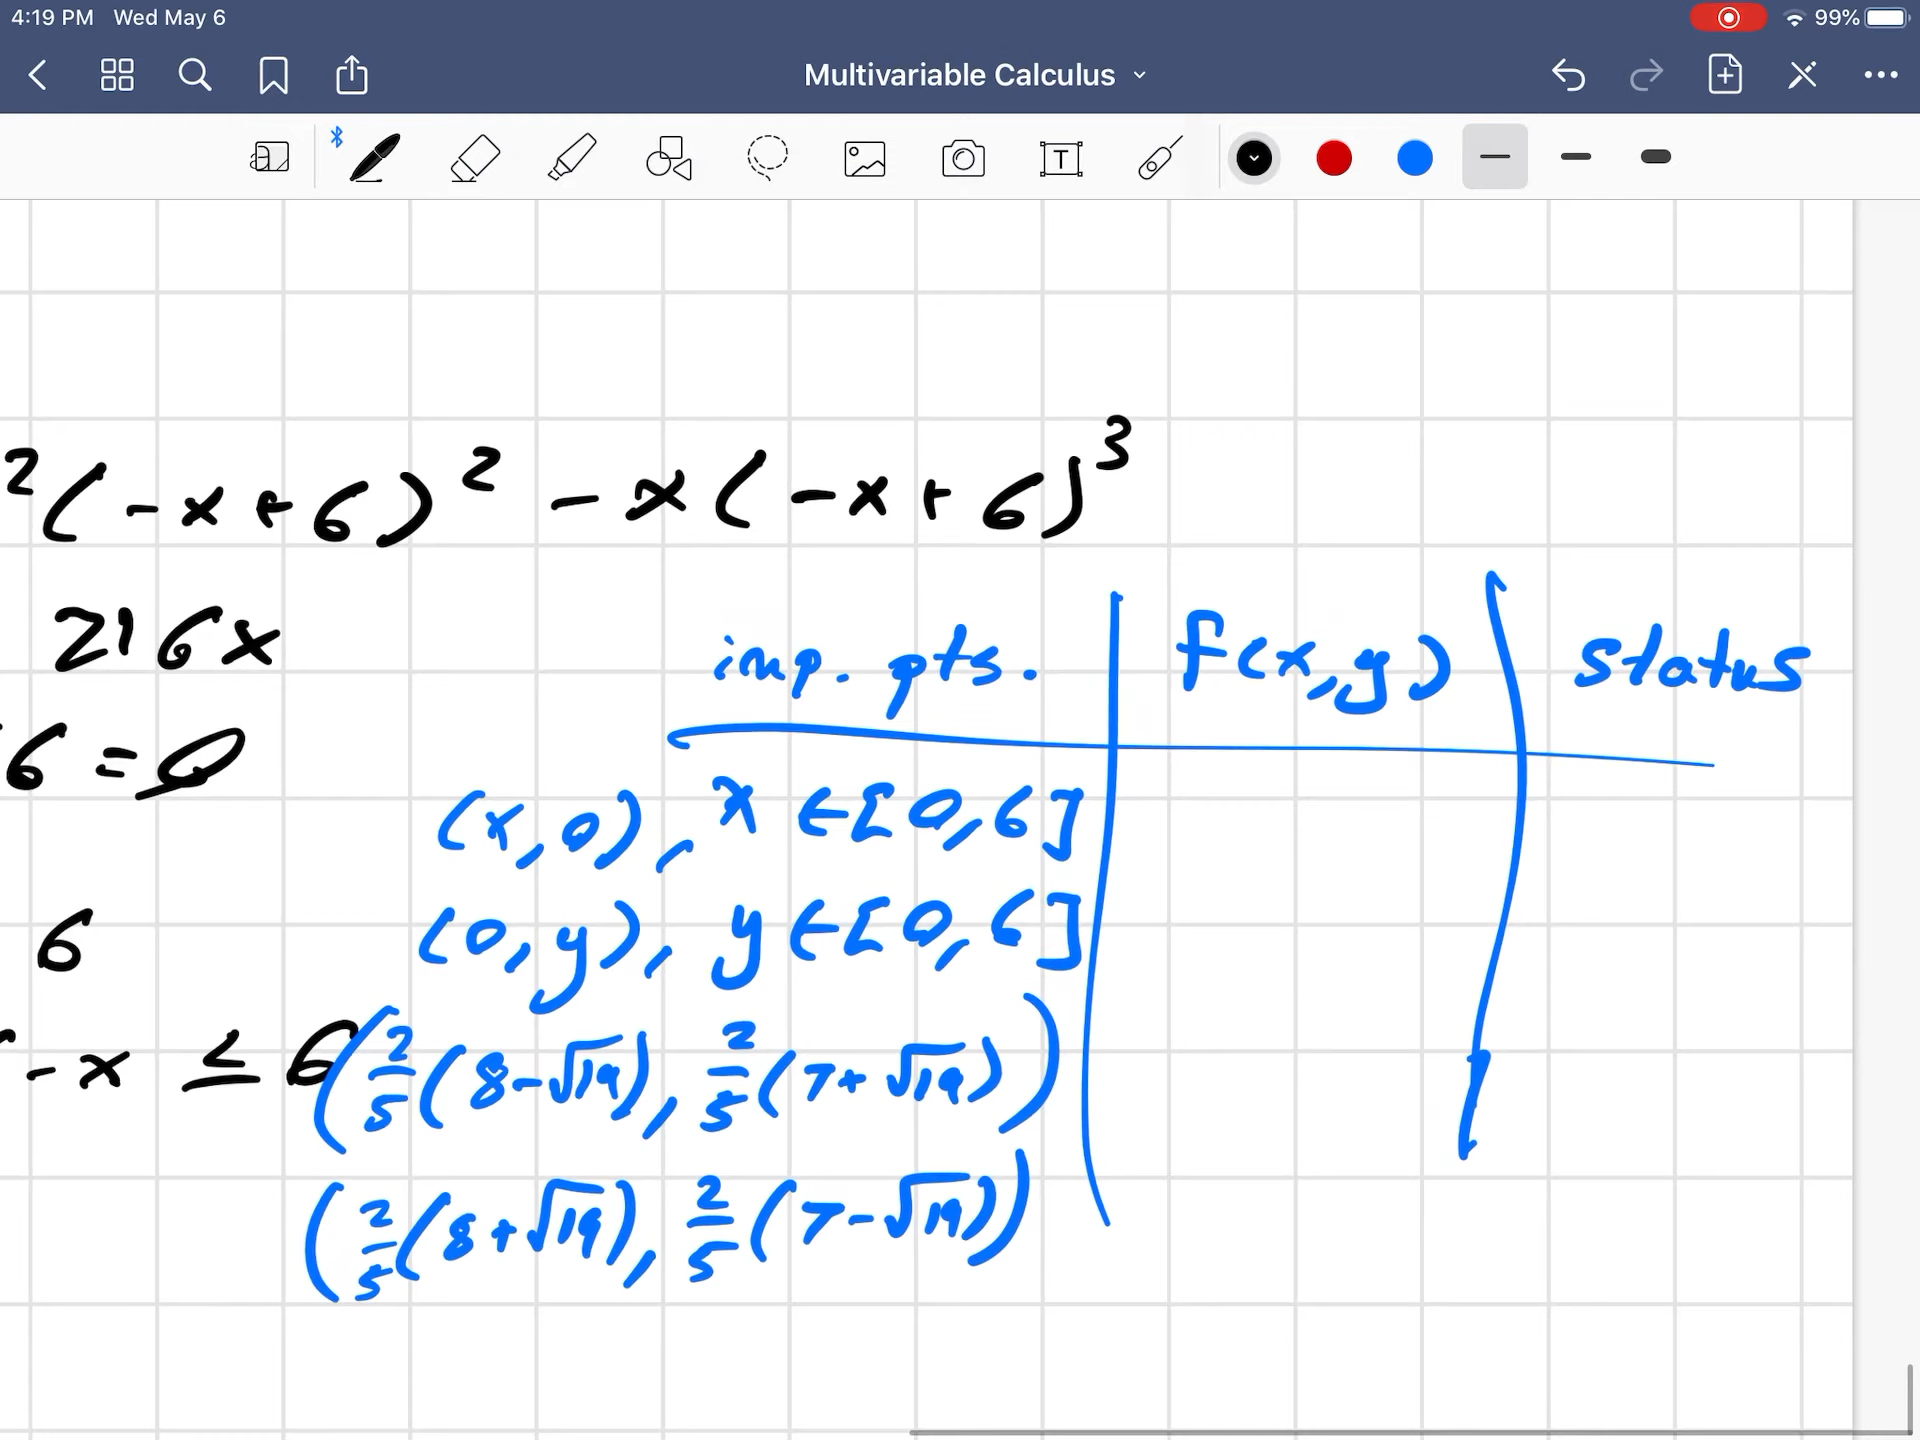 4:19 PM Wed May 6 99%
Multivariable Calculus
²(-x+6)² - x(-x+6)³
216x
6 = 0
imp. pts. f(x,y) status
(x,0), x∈[0,6]
(0,y), y∈[0,6]
6
-x ≤ 6
(2/5(8-√19), 2/5(7+√19))
(2/5(8+√19), 2/5(7-√19))